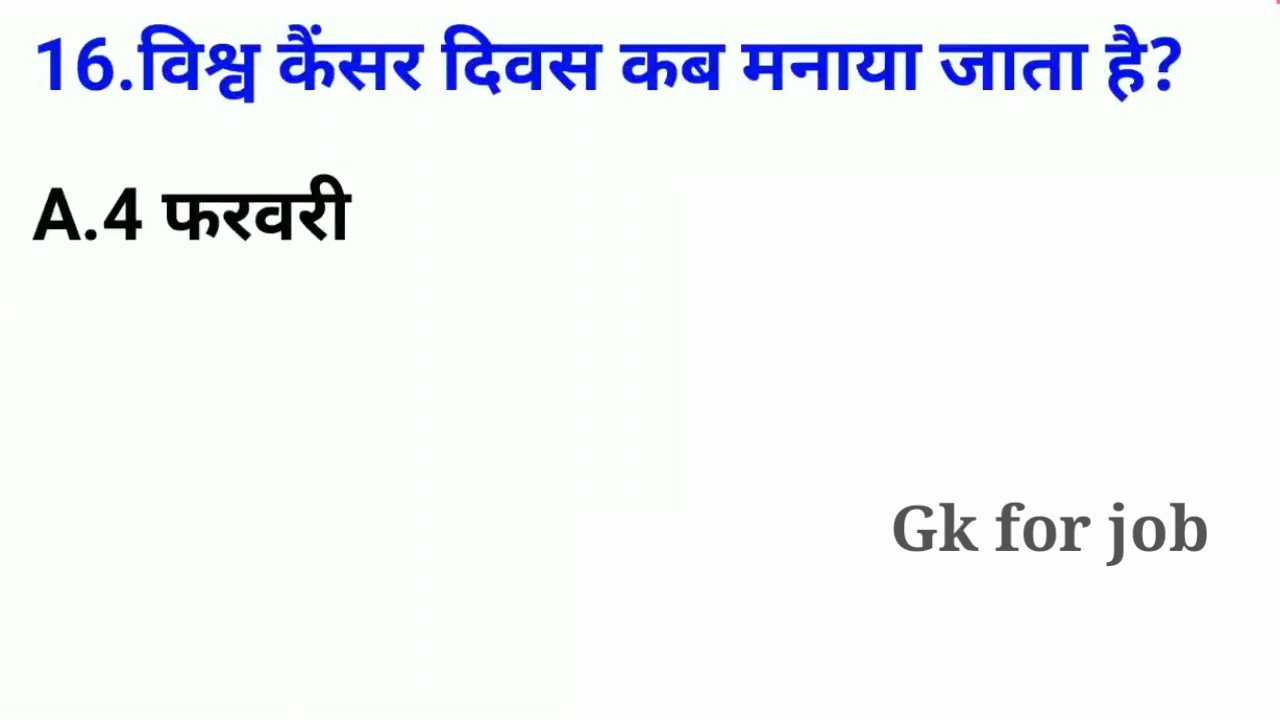 16.विश्व कैंसर दिवस कब मनाया जाता है?
A.4 फरवरी
Gk for job